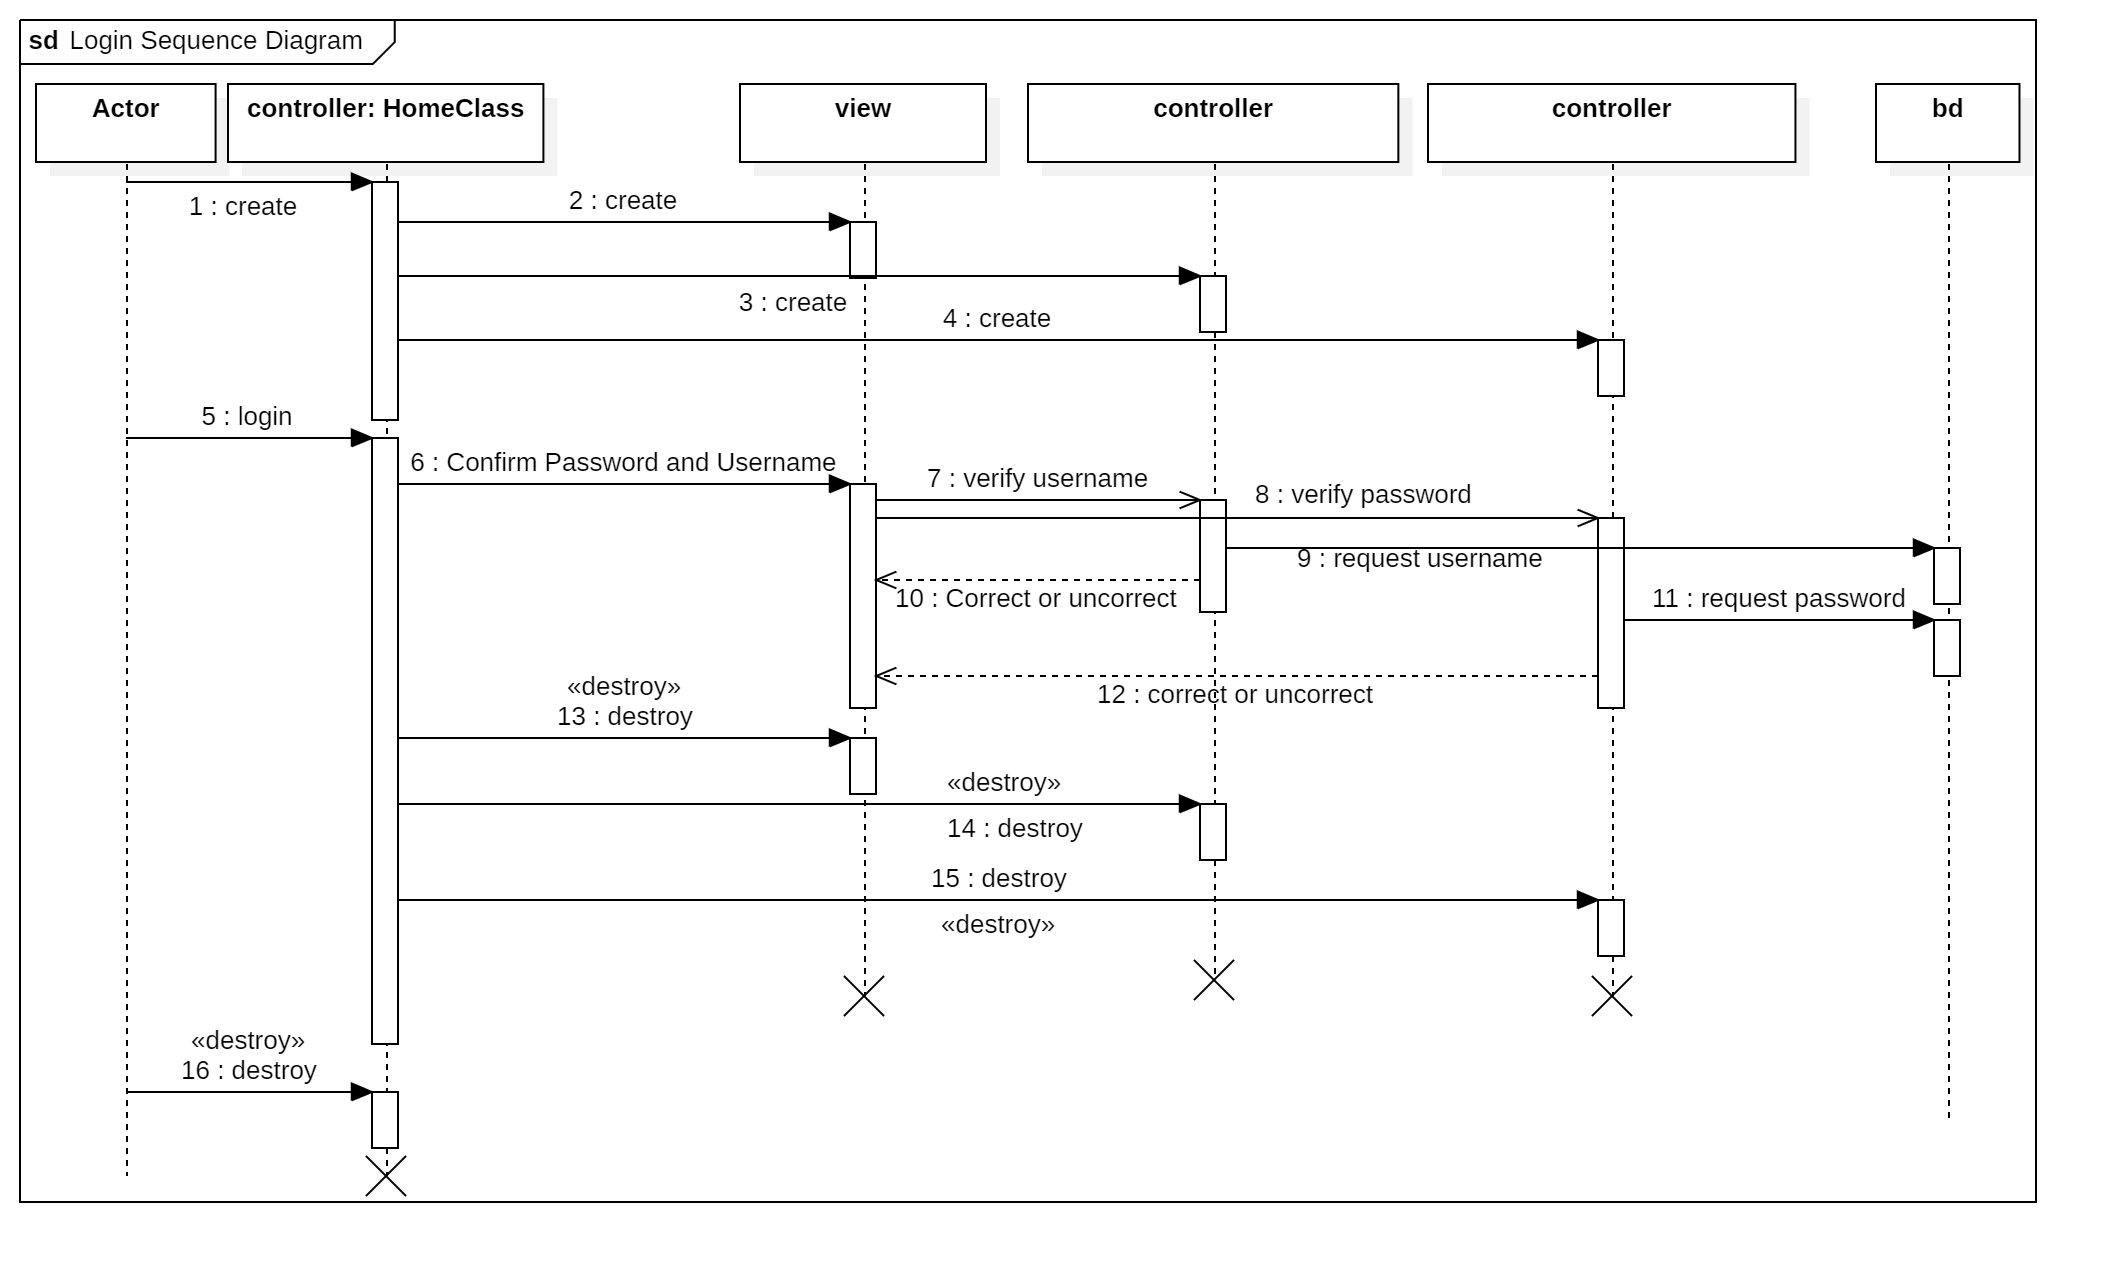 sd Login Sequence Diagram
Actor
controller: HomeClass
view
controller
controller
bd
1 : create
2 : create
3 : create
4 : create
5 : login
6 : Confirm Password and Username
7 : verify username
8 : verify password
9 : request username
10 : Correct or uncorrect
11 : request password
12 : correct or uncorrect
«destroy»
13 : destroy
«destroy»
14 : destroy
15 : destroy
«destroy»
«destroy»
16 : destroy